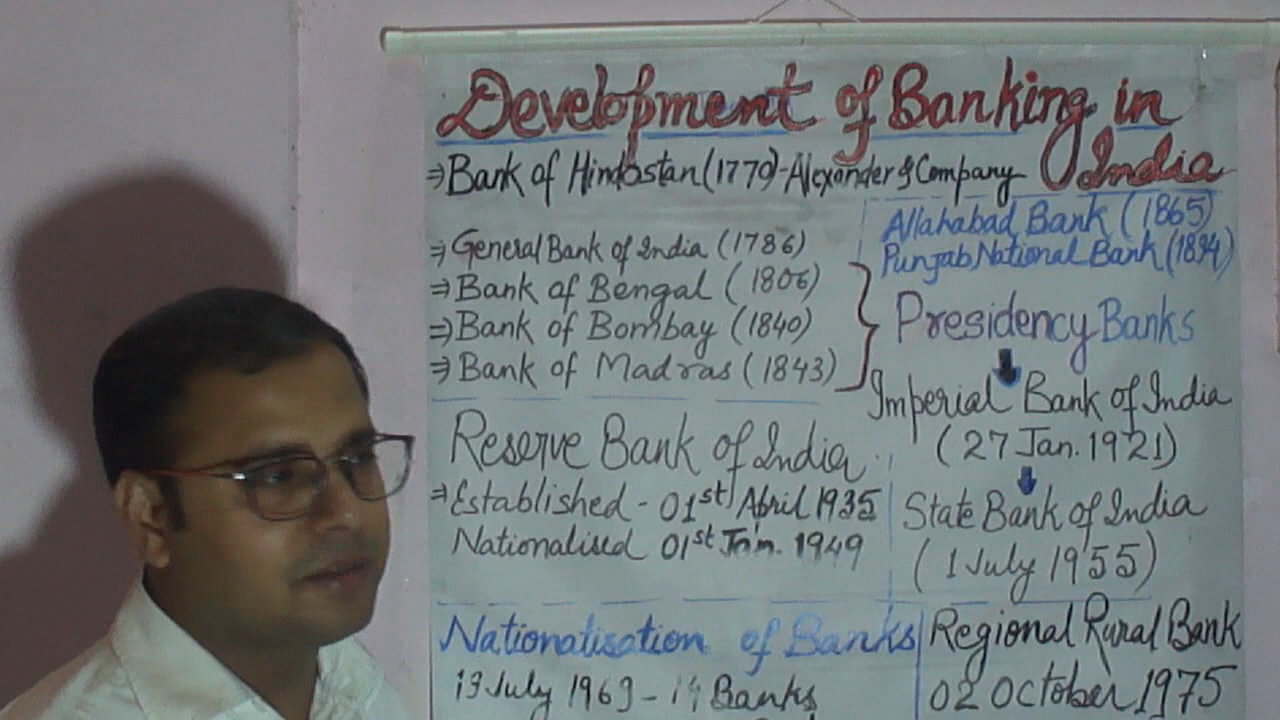 Development of Banking in
India
⇒Bank of Hindostan (1770)-Alexander & Company
⇒General Bank of India (1786)
⇒Bank of Bengal (1806)
⇒Bank of Bombay (1840)
⇒Bank of Madras (1843)
Allahabad Bank (1865)
Punjab National Bank (1894)
Presidency Banks
Imperial Bank of India
(27 Jan. 1921)
State Bank of India
(1 July 1955)
Reserve Bank of India
⇒Established - 01st April 1935
Nationalised 01st Jan. 1949
Nationalisation of Banks
19 July 1969 - 14 Banks
Regional Rural Bank
02 October 1975